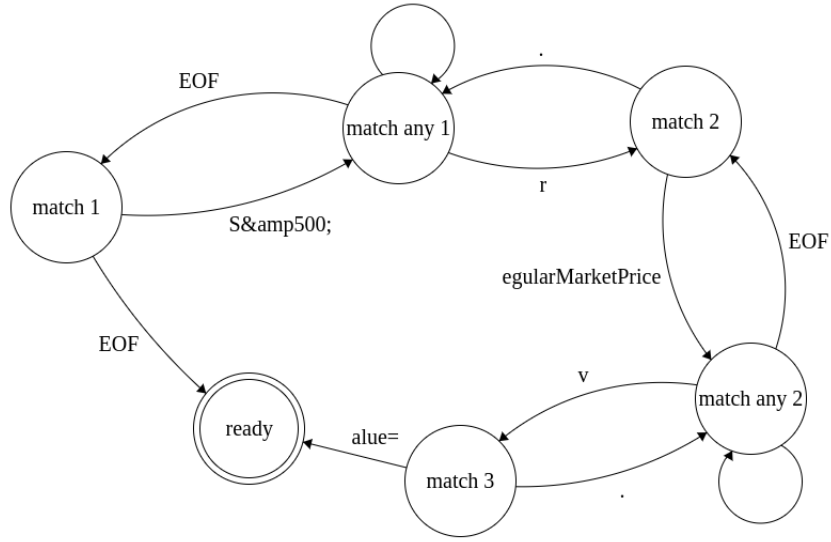 .
EOF
match any 1
match 2
r
match 1
S&amp500;
EOF
egularMarketPrice
EOF
v
match any 2
ready
alue=
match 3
.